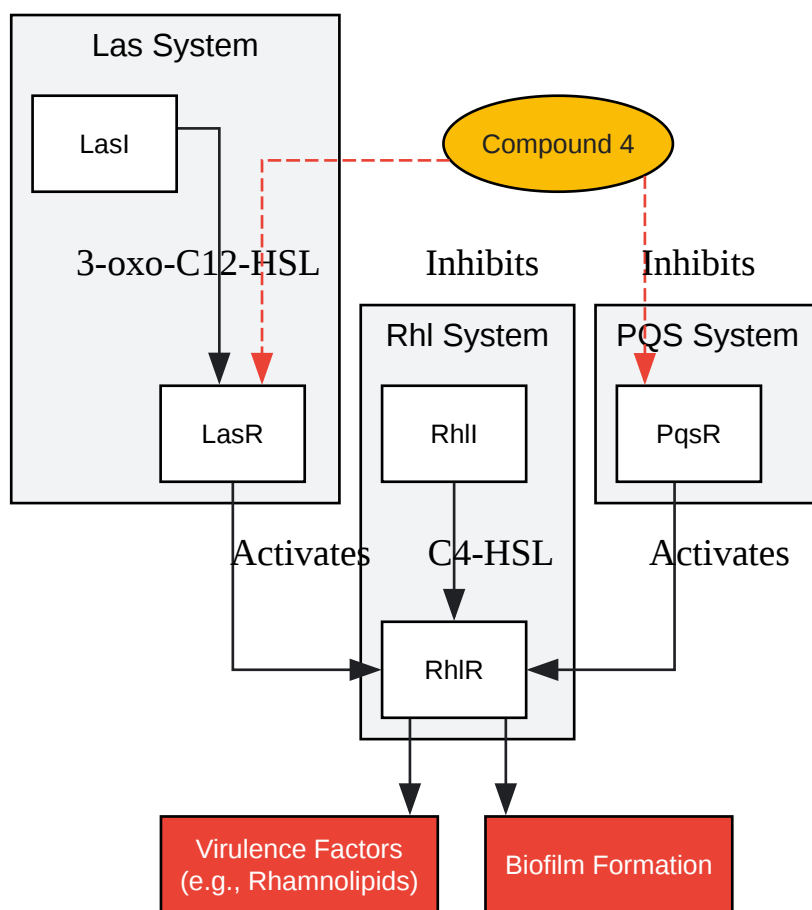 Las System
LasI
Compound 4
3-oxo-C12-HSL
Inhibits
Inhibits
Rhl System
PQS System
LasR
RhlI
PqsR
Activates
C4-HSL
Activates
RhlR
Virulence Factors
(e.g., Rhamnolipids)
Biofilm Formation